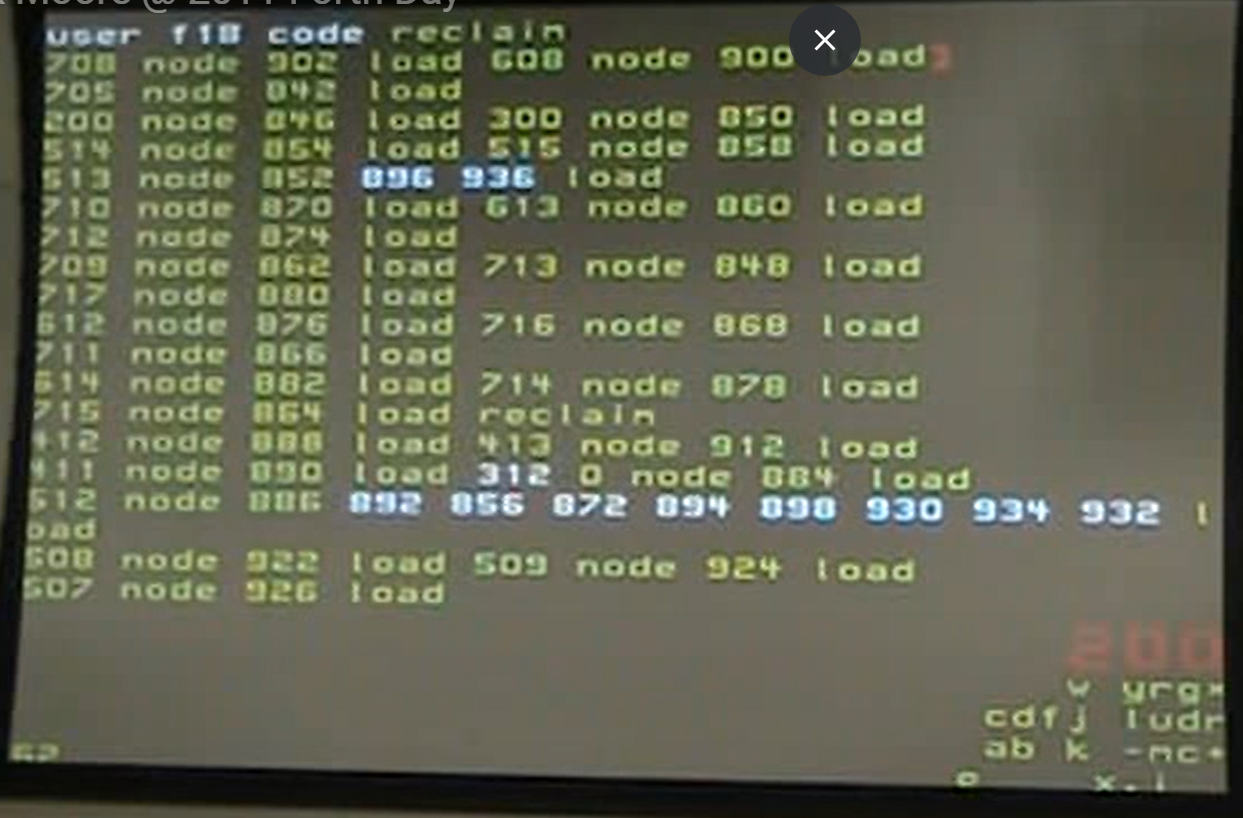 Moore @ 2011 Forth Day
user f18 code reclaim
708 node 902 load 608 node 900 load
705 node 842 load
200 node 846 load 300 node 850 load
514 node 854 load 515 node 858 load
513 node 852 896 936 load
710 node 870 load 613 node 860 load
712 node 874 load
709 node 862 load 713 node 848 load
717 node 880 load
612 node 876 load 716 node 868 load
711 node 866 load
614 node 882 load 714 node 878 load
715 node 864 load reclaim
412 node 888 load 413 node 912 load
411 node 890 load 312 0 node 884 load
512 node 886 892 856 872 894 898 930 934 932 l
oad
508 node 922 load 509 node 924 load
507 node 926 load
200
w yrg*
cdfj ludr
ab k -mc+